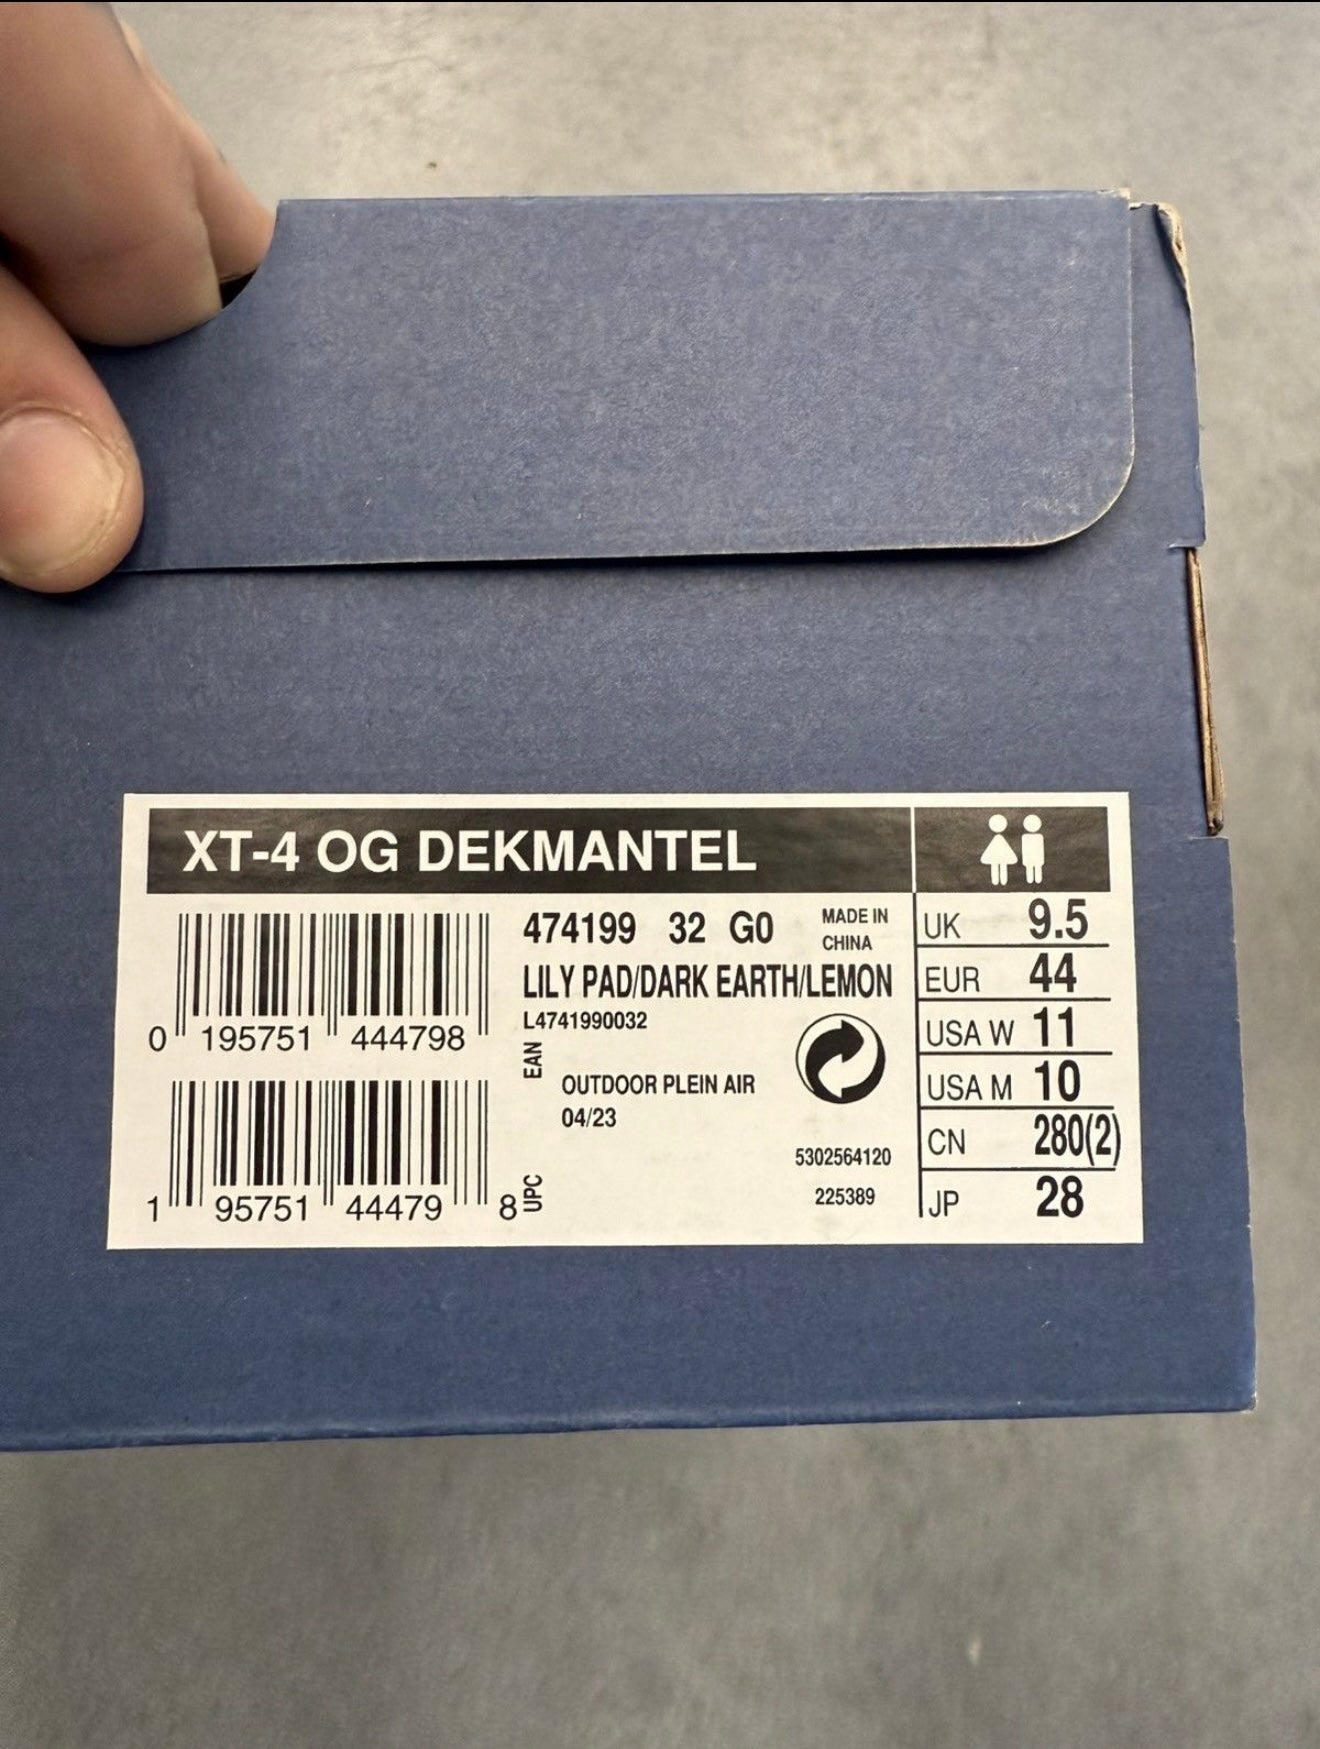 XT-4 OG DEKMANTEL
474199 32 G0 MADE IN CHINA
LILY PAD/DARK EARTH/LEMON
L4741990032
0 195751 444798
EAN
OUTDOOR PLEIN AIR
04/23
5302564120
225389
1 95751 44479 8
UPC
UK 9.5
EUR 44
USA W 11
USA M 10
CN 280(2)
JP 28